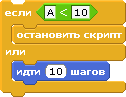 если A < 10
остановить скрипт
или
идти 10 шагов